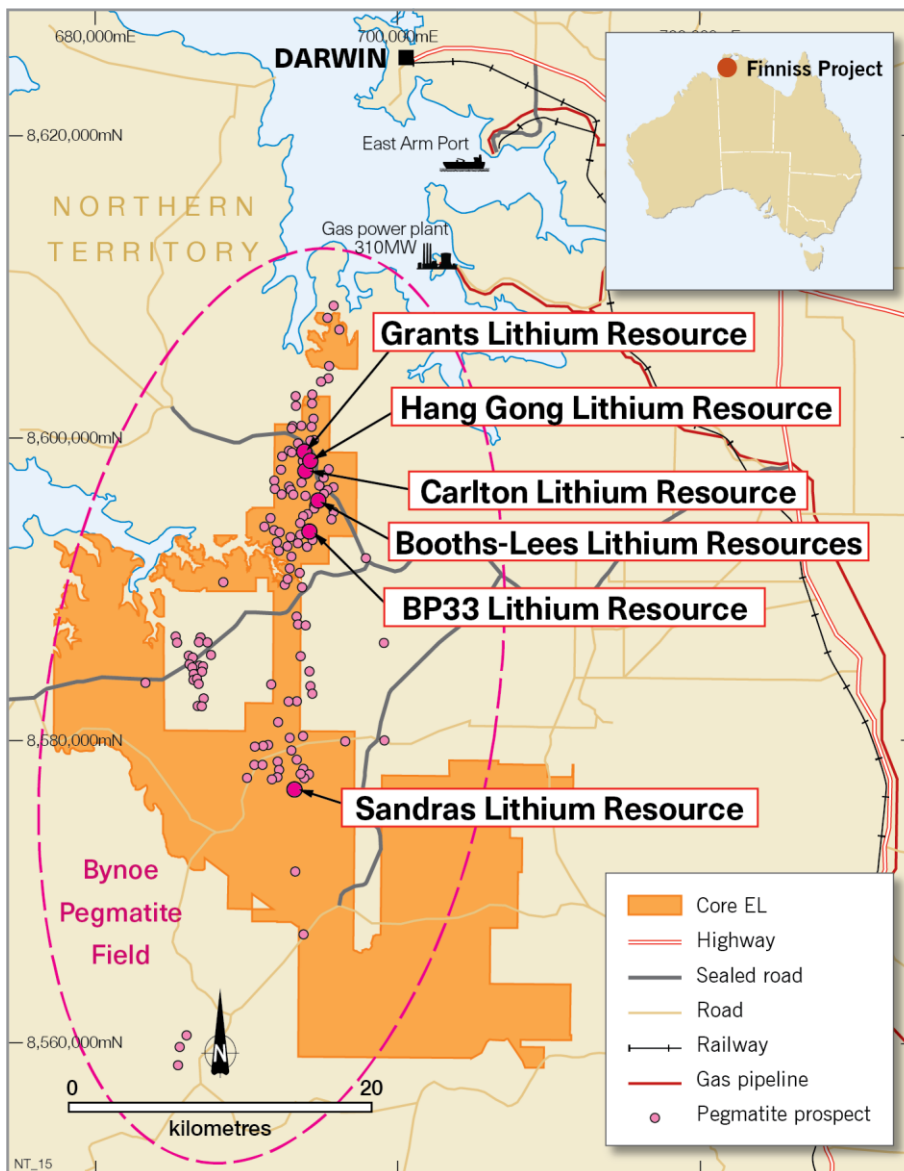 680,000mE
700,000mE
DARWIN
Finniss Project
8,620,000mN
East Arm Port
NORTHERN
TERRITORY
Gas power plant
310MW
Grants Lithium Resource
Hang Gong Lithium Resource
8,600,000mN
Carlton Lithium Resource
Booths-Lees Lithium Resources
BP33 Lithium Resource
8,580,000mN
Sandras Lithium Resource
Bynoe
Pegmatite
Field
8,560,000mN
N
0 20
kilometres
NT_15
Core EL
Highway
Sealed road
Road
Railway
Gas pipeline
Pegmatite prospect